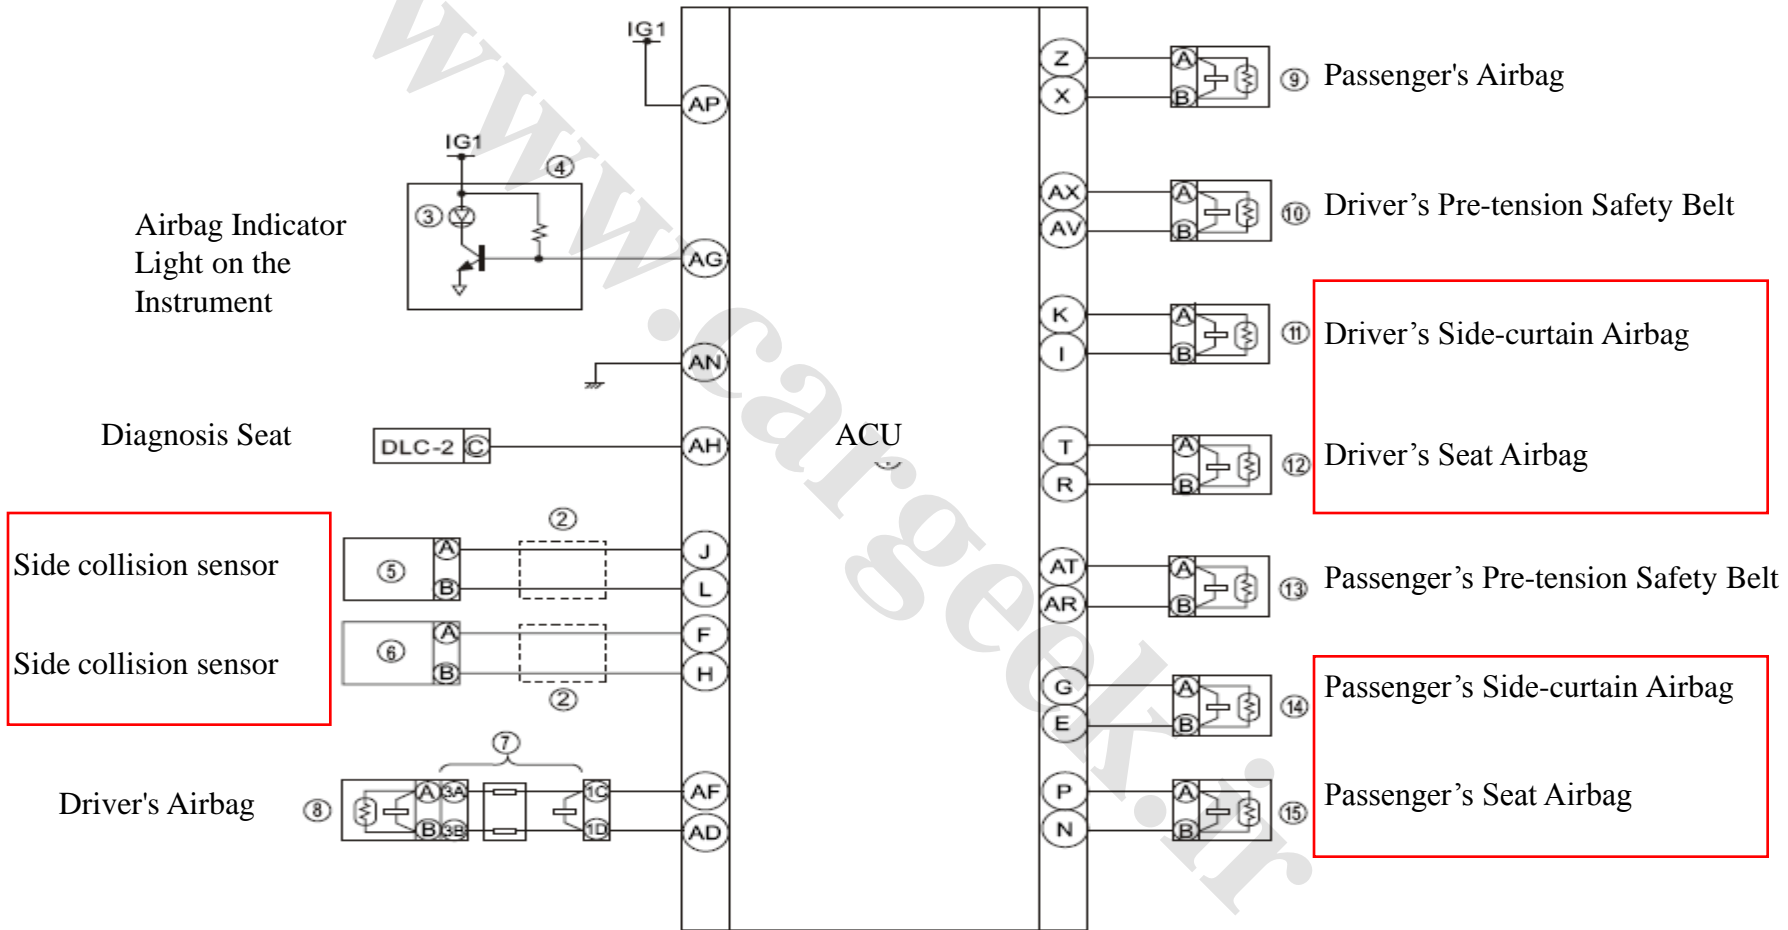 IG1
AP
IG1
④
③
Airbag Indicator
Light on the
Instrument
AG
AN
Diagnosis Seat
DLC-2 C
AH
ACU
Side collision sensor
⑤
A
B
②
J
L
Side collision sensor
⑥
A
B
②
F
H
Driver's Airbag
⑧
A 3A
B 3B
⑦
1C
1D
AF
AD
Z
X
A
B
⑨ Passenger's Airbag
AX
AV
A
B
⑩ Driver’s Pre-tension Safety Belt
K
I
A
B
⑪ Driver’s Side-curtain Airbag
T
R
A
B
⑫ Driver’s Seat Airbag
AT
AR
A
B
⑬ Passenger’s Pre-tension Safety Belt
G
E
A
B
⑭ Passenger’s Side-curtain Airbag
P
N
A
B
⑮ Passenger’s Seat Airbag
www.cargeek.ir